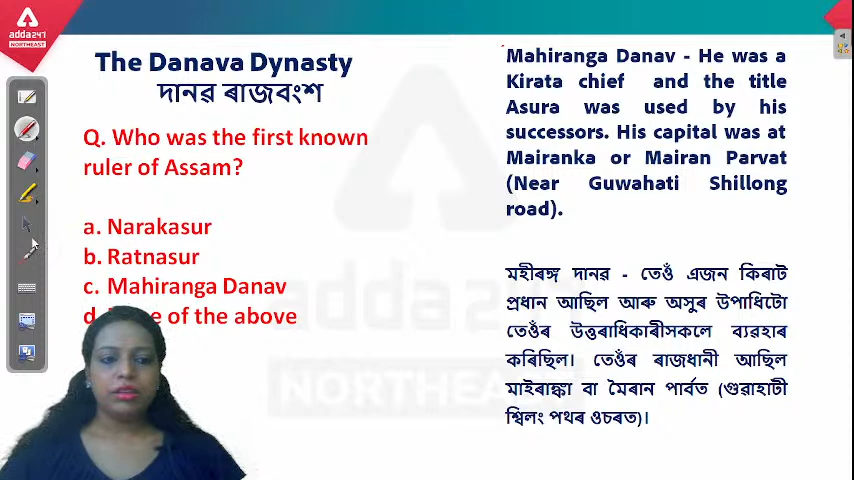 adda247
NORTHEAST
The Danava Dynasty
দানৱ ৰাজবংশ
Q. Who was the first known
ruler of Assam?
a. Narakasur
b. Ratnasur
c. Mahiranga Danav
d. of the above
Mahiranga Danav - He was a
Kirata chief and the title
Asura was used by his
successors. His capital was at
Mairanka or Mairan Parvat
(Near Guwahati Shillong
road).
মহীৰঙ্গ দানৱ - তেওঁ এজন কিৰাট
প্ৰধান আছিল আৰু অসুৰ উপাধিটো
তেওঁৰ উত্তৰাধিকাৰীসকলে ব্যৱহাৰ
কৰিছিল। তেওঁৰ ৰাজধানী আছিল
মাইৰাঙ্কা বা মৈৰান পাৰ্বত (গুৱাহাটী
শ্বিলং পথৰ ওচৰত)।
adda247
NORTHEAST